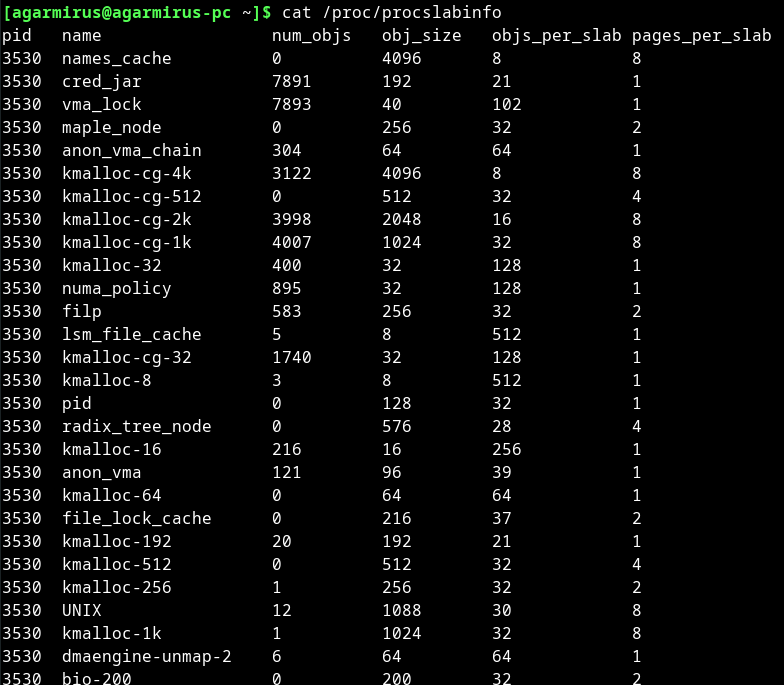 [agarmirus@agarmirus-pc ~]$ cat /proc/procslabinfo
pid name num_objs obj_size objs_per_slab pages_per_slab
3530 names_cache 0 4096 8 8
3530 cred_jar 7891 192 21 1
3530 vma_lock 7893 40 102 1
3530 maple_node 0 256 32 2
3530 anon_vma_chain 304 64 64 1
3530 kmalloc-cg-4k 3122 4096 8 8
3530 kmalloc-cg-512 0 512 32 4
3530 kmalloc-cg-2k 3998 2048 16 8
3530 kmalloc-cg-1k 4007 1024 32 8
3530 kmalloc-32 400 32 128 1
3530 numa_policy 895 32 128 1
3530 filp 583 256 32 2
3530 lsm_file_cache 5 8 512 1
3530 kmalloc-cg-32 1740 32 128 1
3530 kmalloc-8 3 8 512 1
3530 pid 0 128 32 1
3530 radix_tree_node 0 576 28 4
3530 kmalloc-16 216 16 256 1
3530 anon_vma 121 96 39 1
3530 kmalloc-64 0 64 64 1
3530 file_lock_cache 0 216 37 2
3530 kmalloc-192 20 192 21 1
3530 kmalloc-512 0 512 32 4
3530 kmalloc-256 1 256 32 2
3530 UNIX 12 1088 30 8
3530 kmalloc-1k 1 1024 32 8
3530 dmaengine-unmap-2 6 64 64 1
3530 bio-200 0 200 32 2